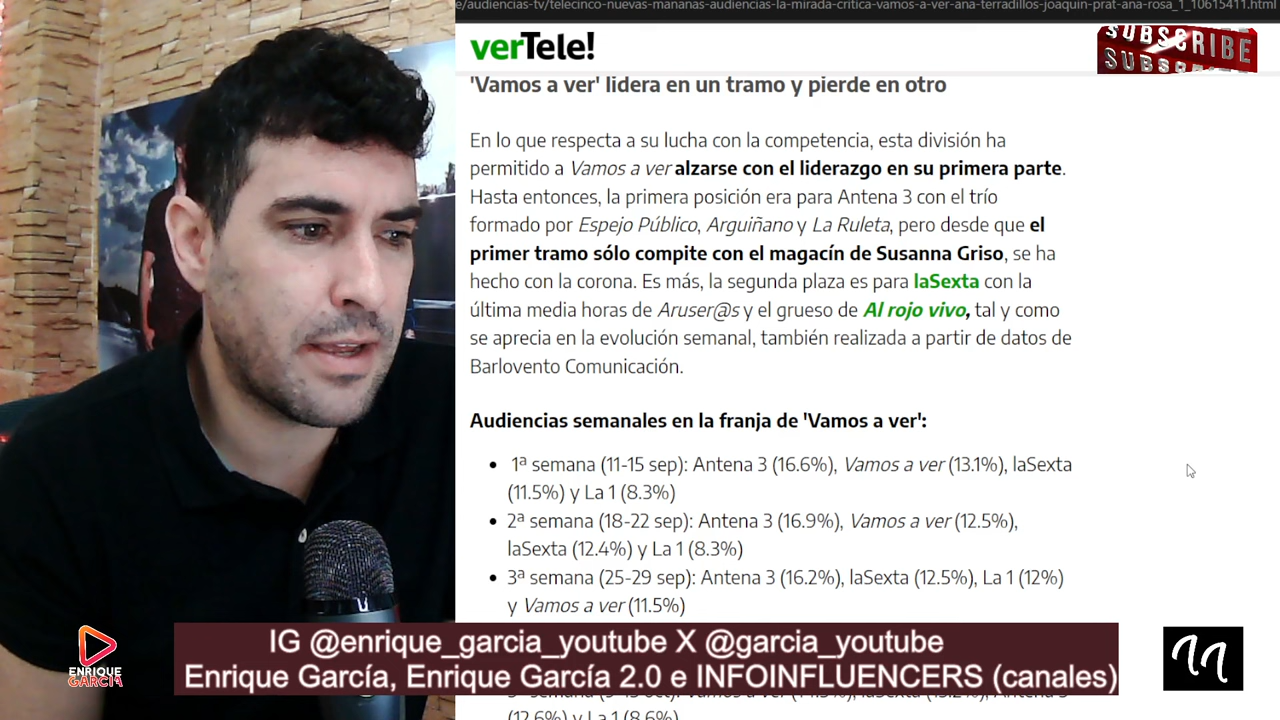 e/audiencias-tv/telecinco-nuevas-mananas-audiencias-la-mirada-critica-vamos-a-ver-ana-terradillos-joaquin-prat-ana-rosa_1_10615411.html
verTele!
SUBSCRIBE
'Vamos a ver' lidera en un tramo y pierde en otro
En lo que respecta a su lucha con la competencia, esta división ha
permitido a Vamos a ver alzarse con el liderazgo en su primera parte.
Hasta entonces, la primera posición era para Antena 3 con el trío
formado por Espejo Público, Arguiñano y La Ruleta, pero desde que el
primer tramo sólo compite con el magacín de Susanna Griso, se ha
hecho con la corona. Es más, la segunda plaza es para laSexta con la
última media horas de Aruser@s y el grueso de Al rojo vivo, tal y como
se aprecia en la evolución semanal, también realizada a partir de datos de
Barlovento Comunicación.
Audiencias semanales en la franja de 'Vamos a ver':
• 1ª semana (11-15 sep): Antena 3 (16.6%), Vamos a ver (13.1%), laSexta
(11.5%) y La 1 (8.3%)
• 2ª semana (18-22 sep): Antena 3 (16.9%), Vamos a ver (12.5%),
laSexta (12.4%) y La 1 (8.3%)
• 3ª semana (25-29 sep): Antena 3 (16.2%), laSexta (12.5%), La 1 (12%)
y Vamos a ver (11.5%)
IG @enrique_garcia_youtube X @garcia_youtube
Enrique García, Enrique García 2.0 e INFOINFLUENCERS (canales)
ENRIQUE
GARCÍA
(12.6%) y La 1 (8.6%)